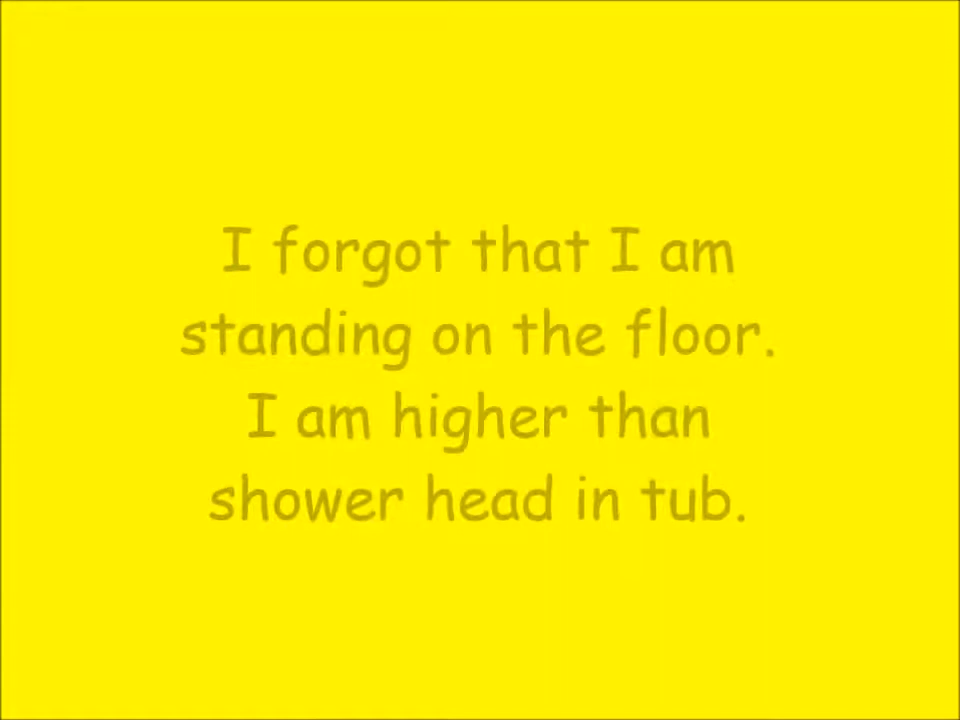 I forgot that I am
standing on the floor.
I am higher than
shower head in tub.